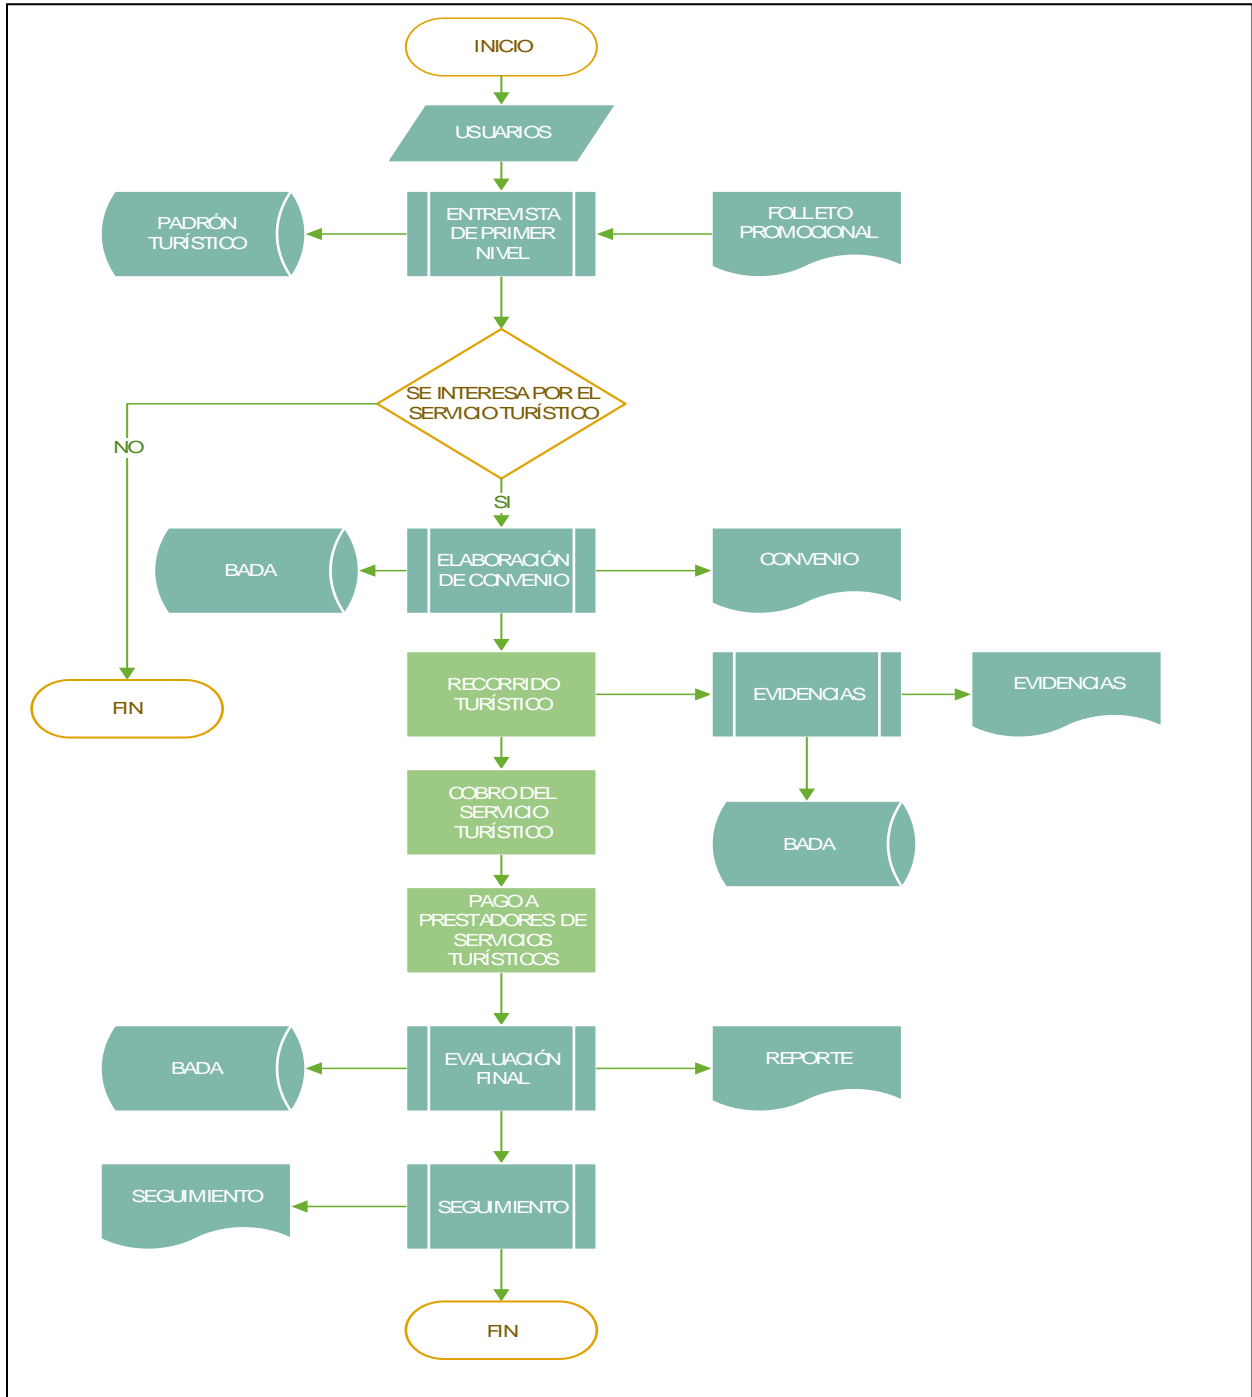 INICIO
USUARIOS
PADRÓN
TURÍSTICO
ENTREVISTA
DE PRIMER
NIVEL
FOLLETO
PROMOCIONAL
SE INTERESA POR EL
SERVICIO TURÍSTICO
NO
SI
BADA
ELABORACIÓN
DE CONVENIO
CONVENIO
FIN
RECORRIDO
TURÍSTICO
EVIDENCIAS
EVIDENCIAS
COBRO DEL
SERVICIO
TURÍSTICO
BADA
PAGO A
PRESTADORES DE
SERVICIOS
TURÍSTICOS
BADA
EVALUACIÓN
FINAL
REPORTE
SEGUIMIENTO
SEGUIMIENTO
FIN